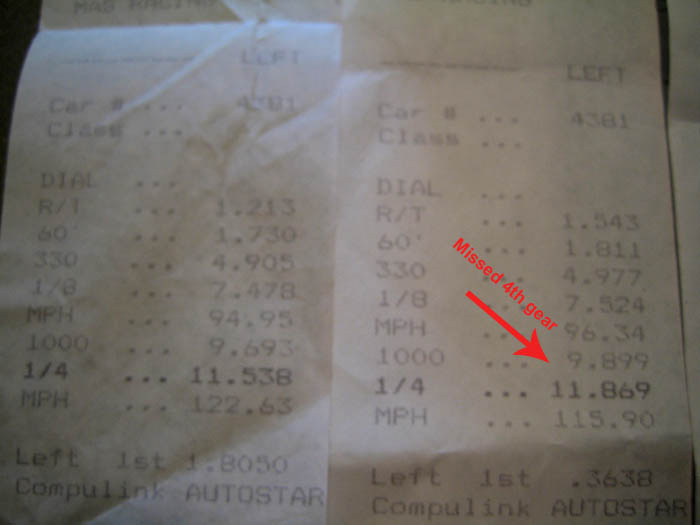 MAS RACING
--------- LEFT
Car # ... 4381
Class ...
DIAL ...
R/T ... 1.213
60' ... 1.730
330 ... 4.905
1/8 ... 7.478
MPH ... 94.95
1000 ... 9.693
1/4 ... 11.538
MPH ... 122.63
Left 1st 1.8050
Compulink AUTOSTAR
RACING
--------- LEFT
Car # ... 4381
Class ...
DIAL ...
R/T ... 1.543
60' ... 1.811
330 ... 4.977
1/8 ... 7.524
MPH ... 96.34
1000 ... 9.899
1/4 ... 11.869
MPH ... 115.90
Left 1st .3638
Compulink AUTOSTAR
Missed 4th gear